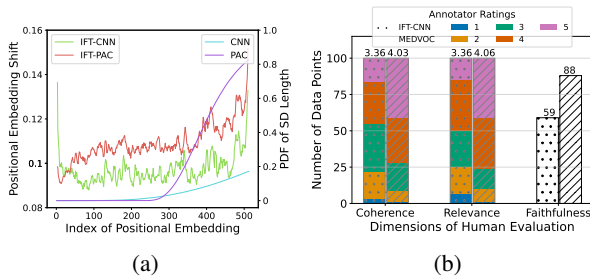 0.16
0.14
0.12
0.1
0.08
Positional Embedding Shift
IFT-CNN
IFT-PAC
CNN
PAC
1.0
0.8
0.6
0.4
0.2
0
PDF of SD Length
0 100 200 300 400 500
Index of Positional Embedding
(a)
Annotator Ratings
IFT-CNN
MEDVOC
1
2
3
4
5
100
75
50
25
0
Number of Data Points
3.36 4.03
3.36 4.06
59
88
Coherence Relevance Faithfulness
Dimensions of Human Evaluation
(b)